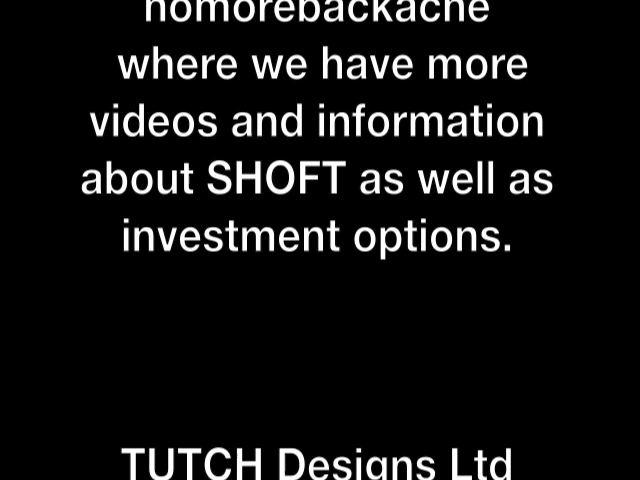 nomorebackache
where we have more
videos and information
about SHOFT as well as
investment options.
TUTCH Designs Ltd